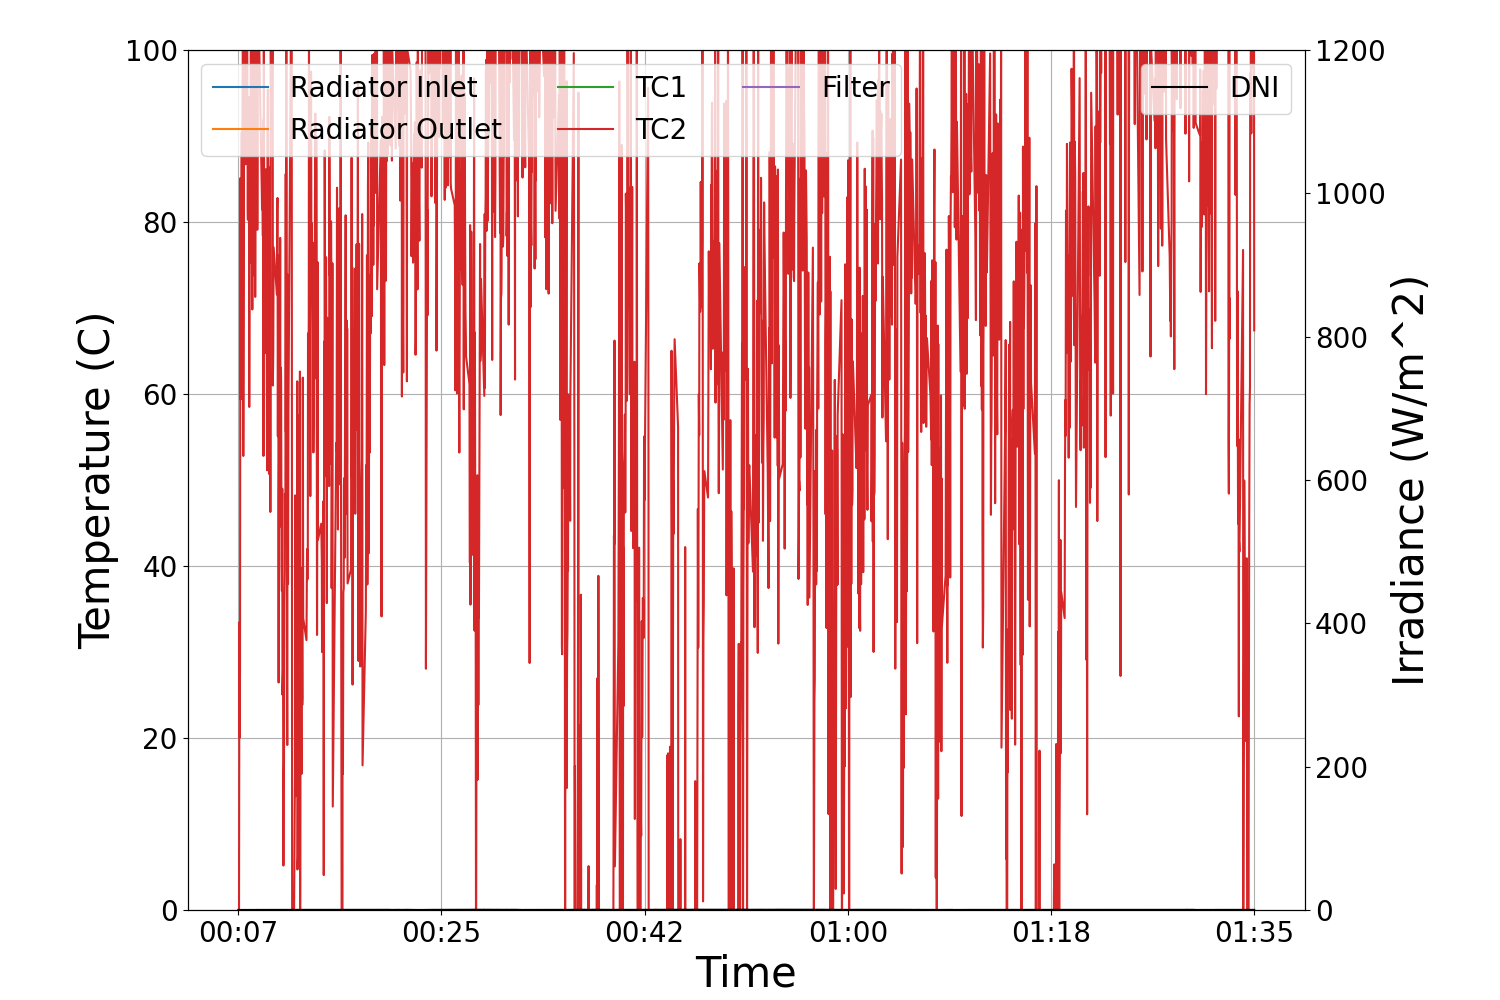 100
80
60
40
20
0
Temperature (C)
Radiator Inlet
Radiator Outlet
TC1
TC2
Filter
DNI
1200
1000
800
600
400
200
0
Irradiance (W/m^2)
00:07 00:25 00:42 01:00 01:18 01:35
Time